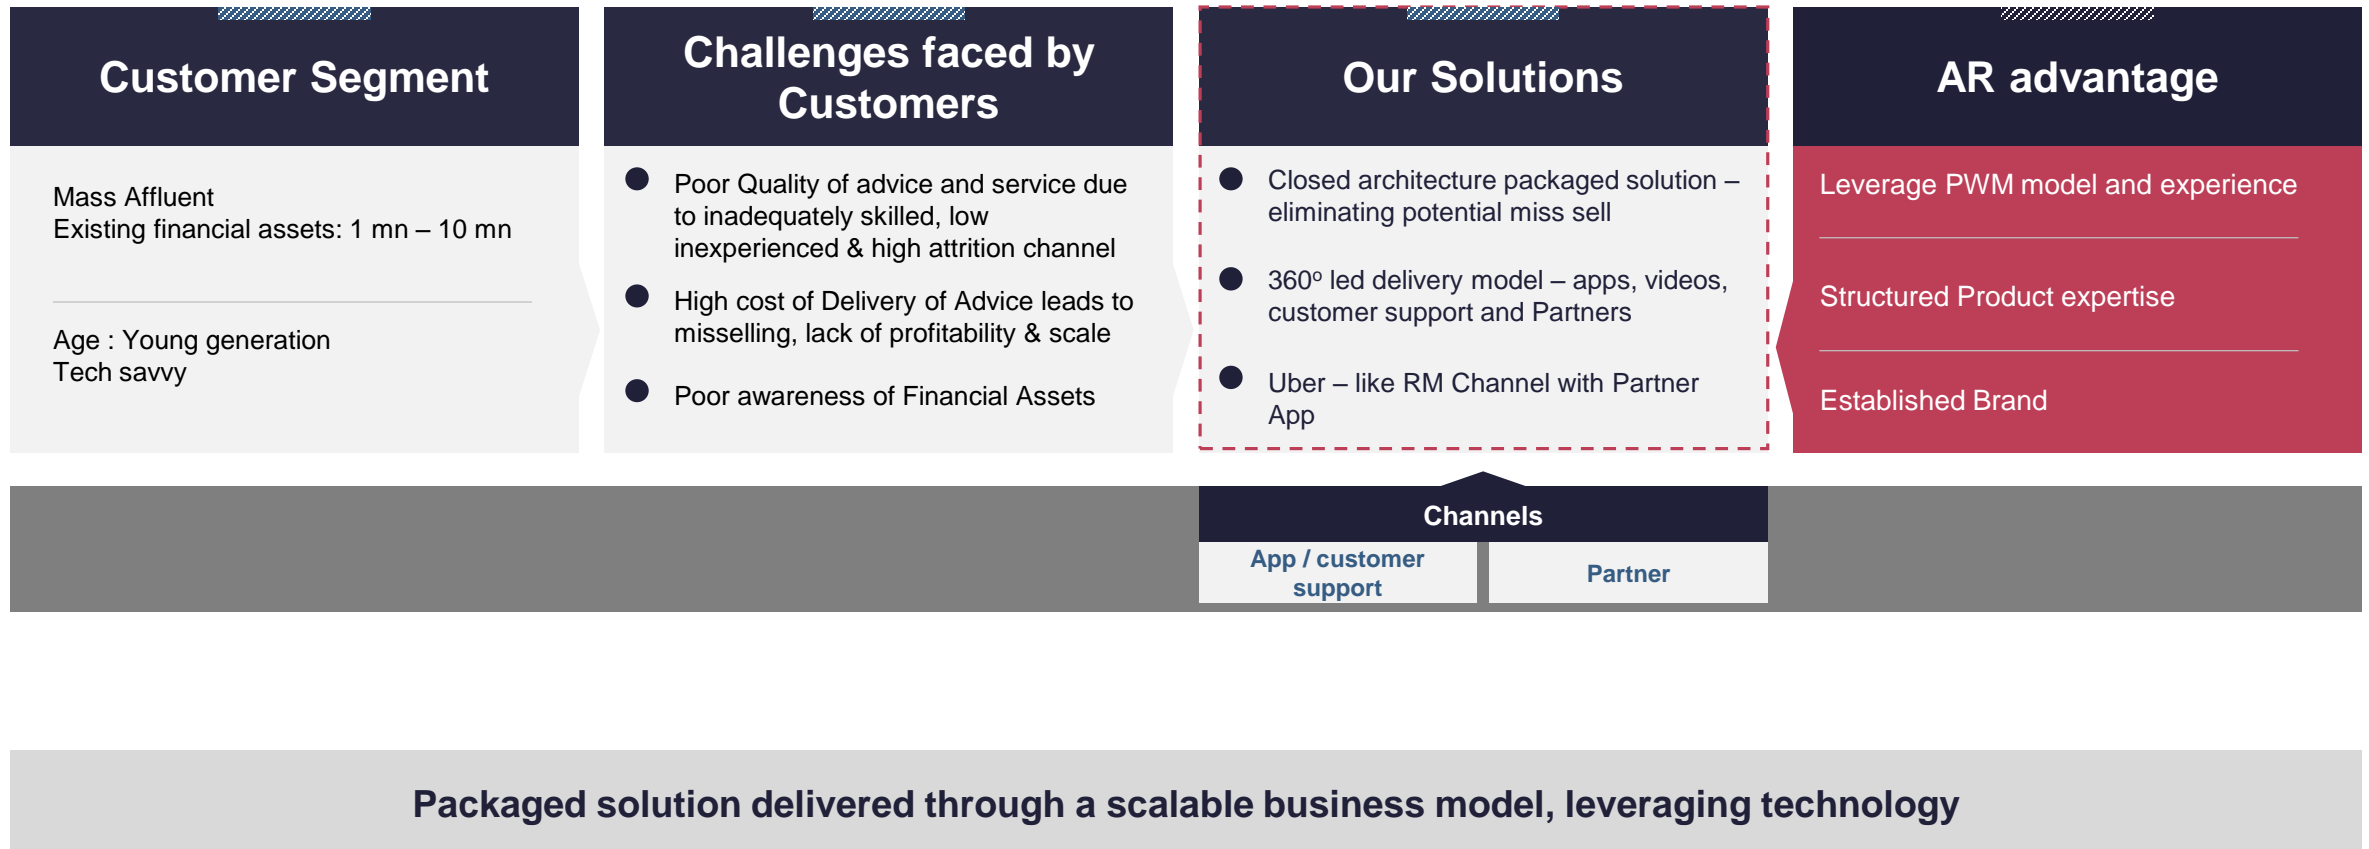 Customer Segment
Mass Affluent
Existing financial assets: 1 mn – 10 mn
Age : Young generation
Tech savvy
Challenges faced by
Customers
Poor Quality of advice and service due
to inadequately skilled, low
inexperienced & high attrition channel
High cost of Delivery of Advice leads to
misselling, lack of profitability & scale
Poor awareness of Financial Assets
Our Solutions
Closed architecture packaged solution –
eliminating potential miss sell
360º led delivery model – apps, videos,
customer support and Partners
Uber – like RM Channel with Partner
App
AR advantage
Leverage PWM model and experience
Structured Product expertise
Established Brand
Channels
App / customer
support
Partner
Packaged solution delivered through a scalable business model, leveraging technology